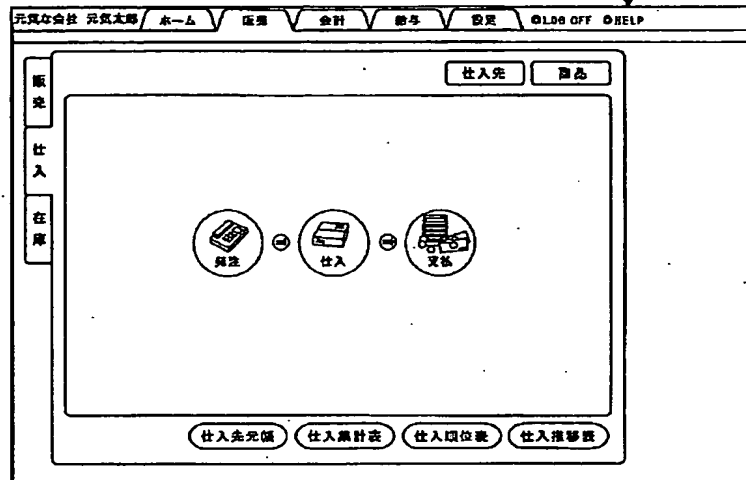 元気な会社 元気太郎 ホーム 販売 会計 給与 設定 LOG OFF HELP
仕入先 商品
販売
仕入
在庫
発注 仕入 支払
仕入先元帳 仕入集計表 仕入順位表 仕入推移表